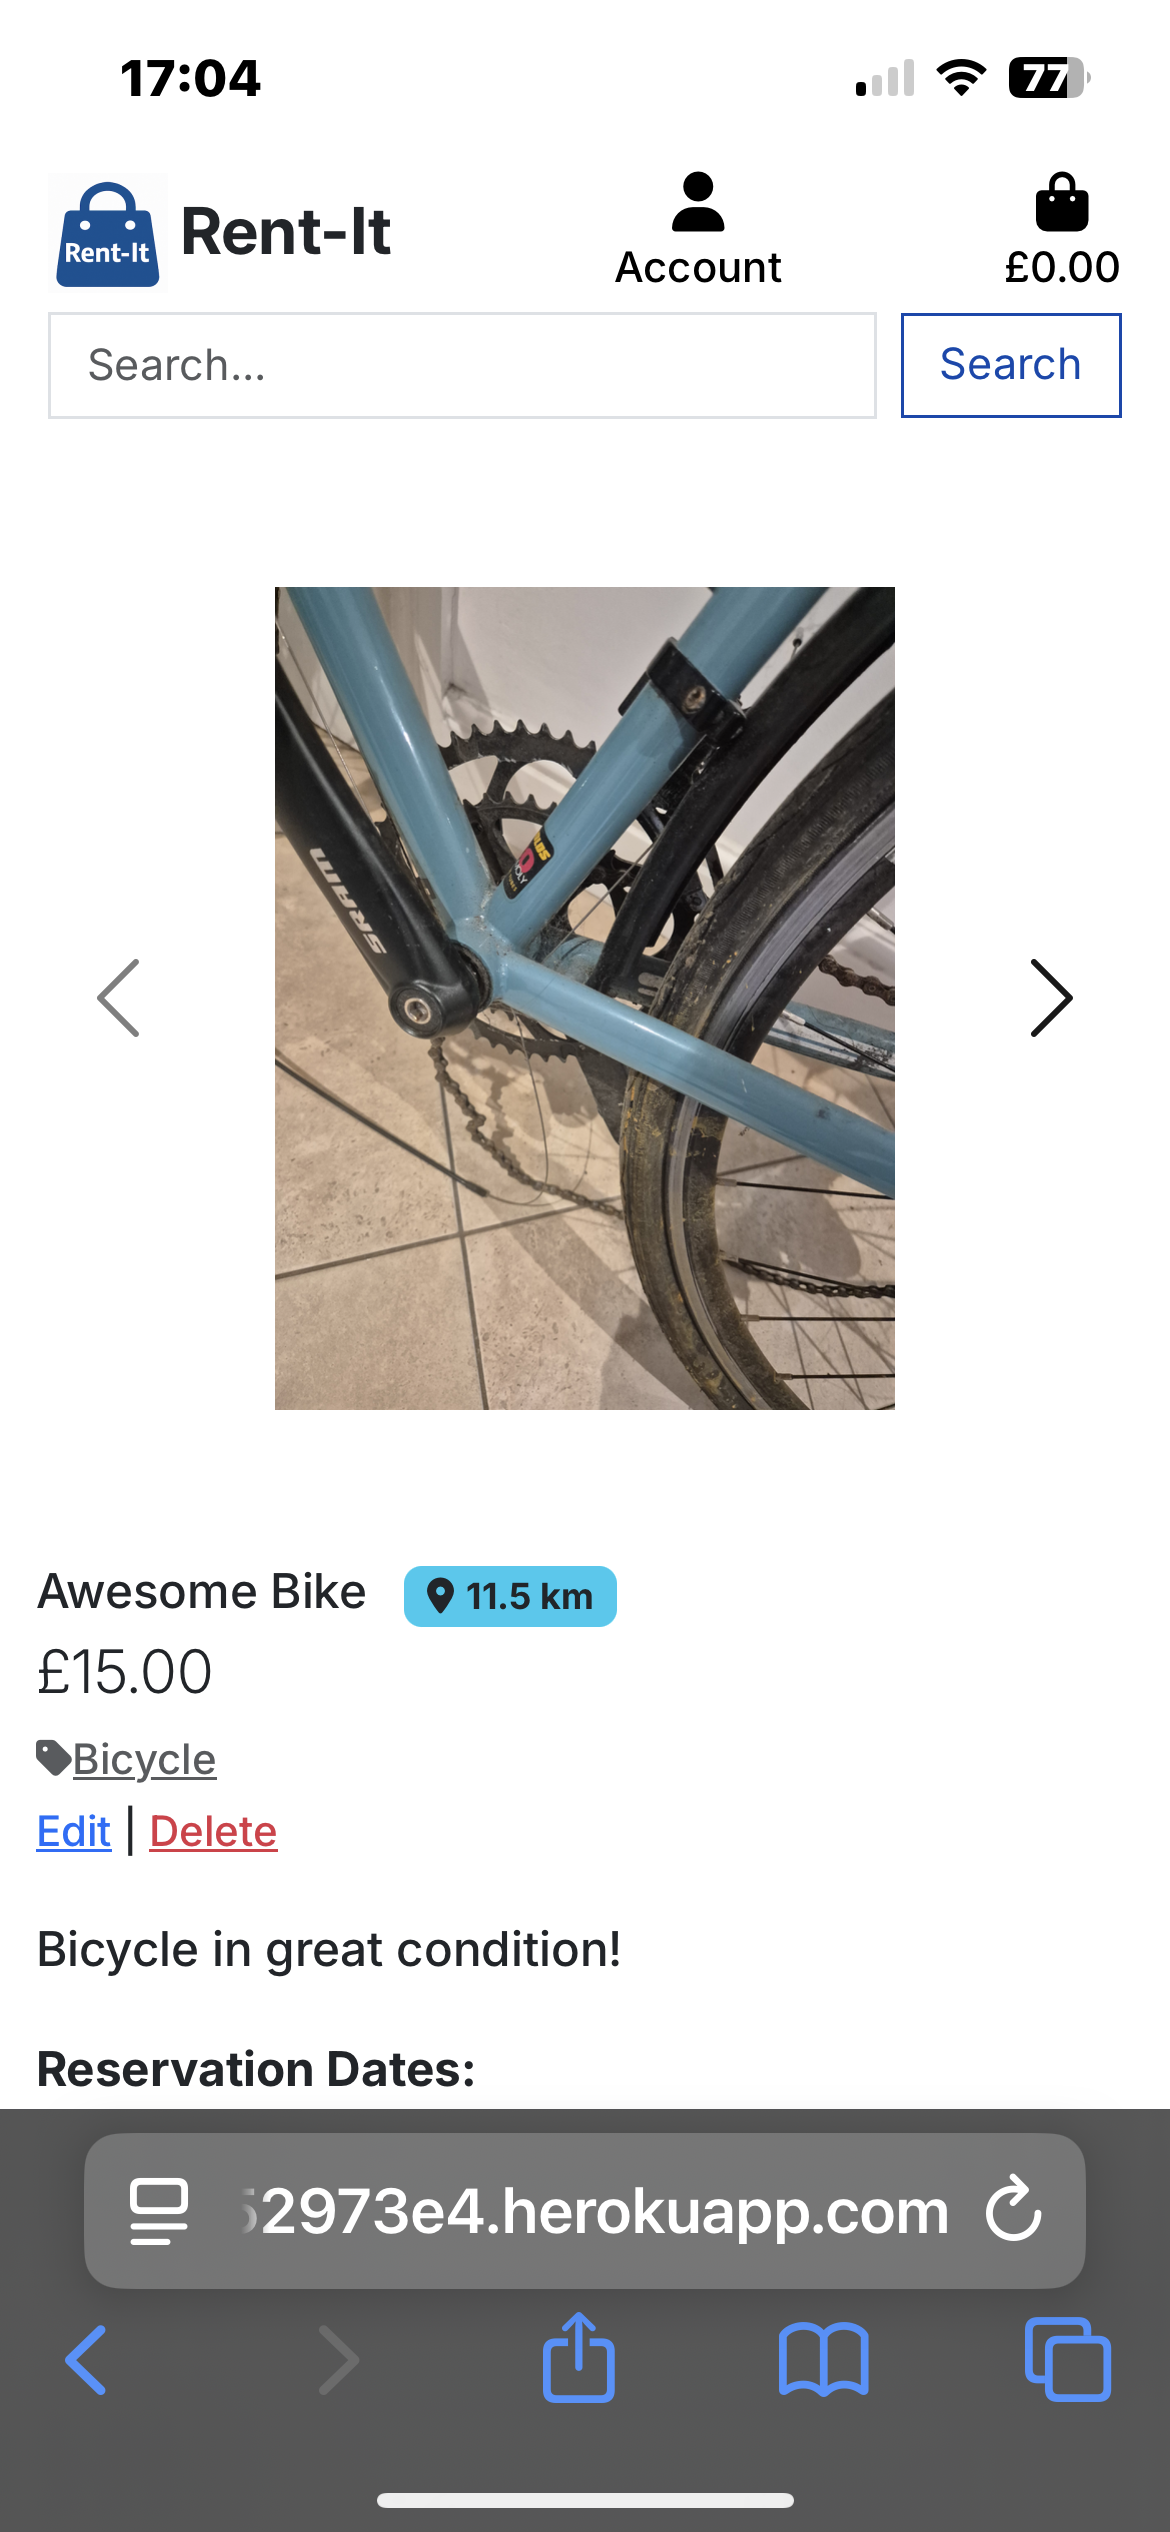 17:04
77
Rent-It
Rent-It
Account
£0.00
Search...
Search
SRAM
Awesome Bike
11.5 km
£15.00
Bicycle
Edit | Delete
Bicycle in great condition!
Reservation Dates:
2973e4.herokuapp.com